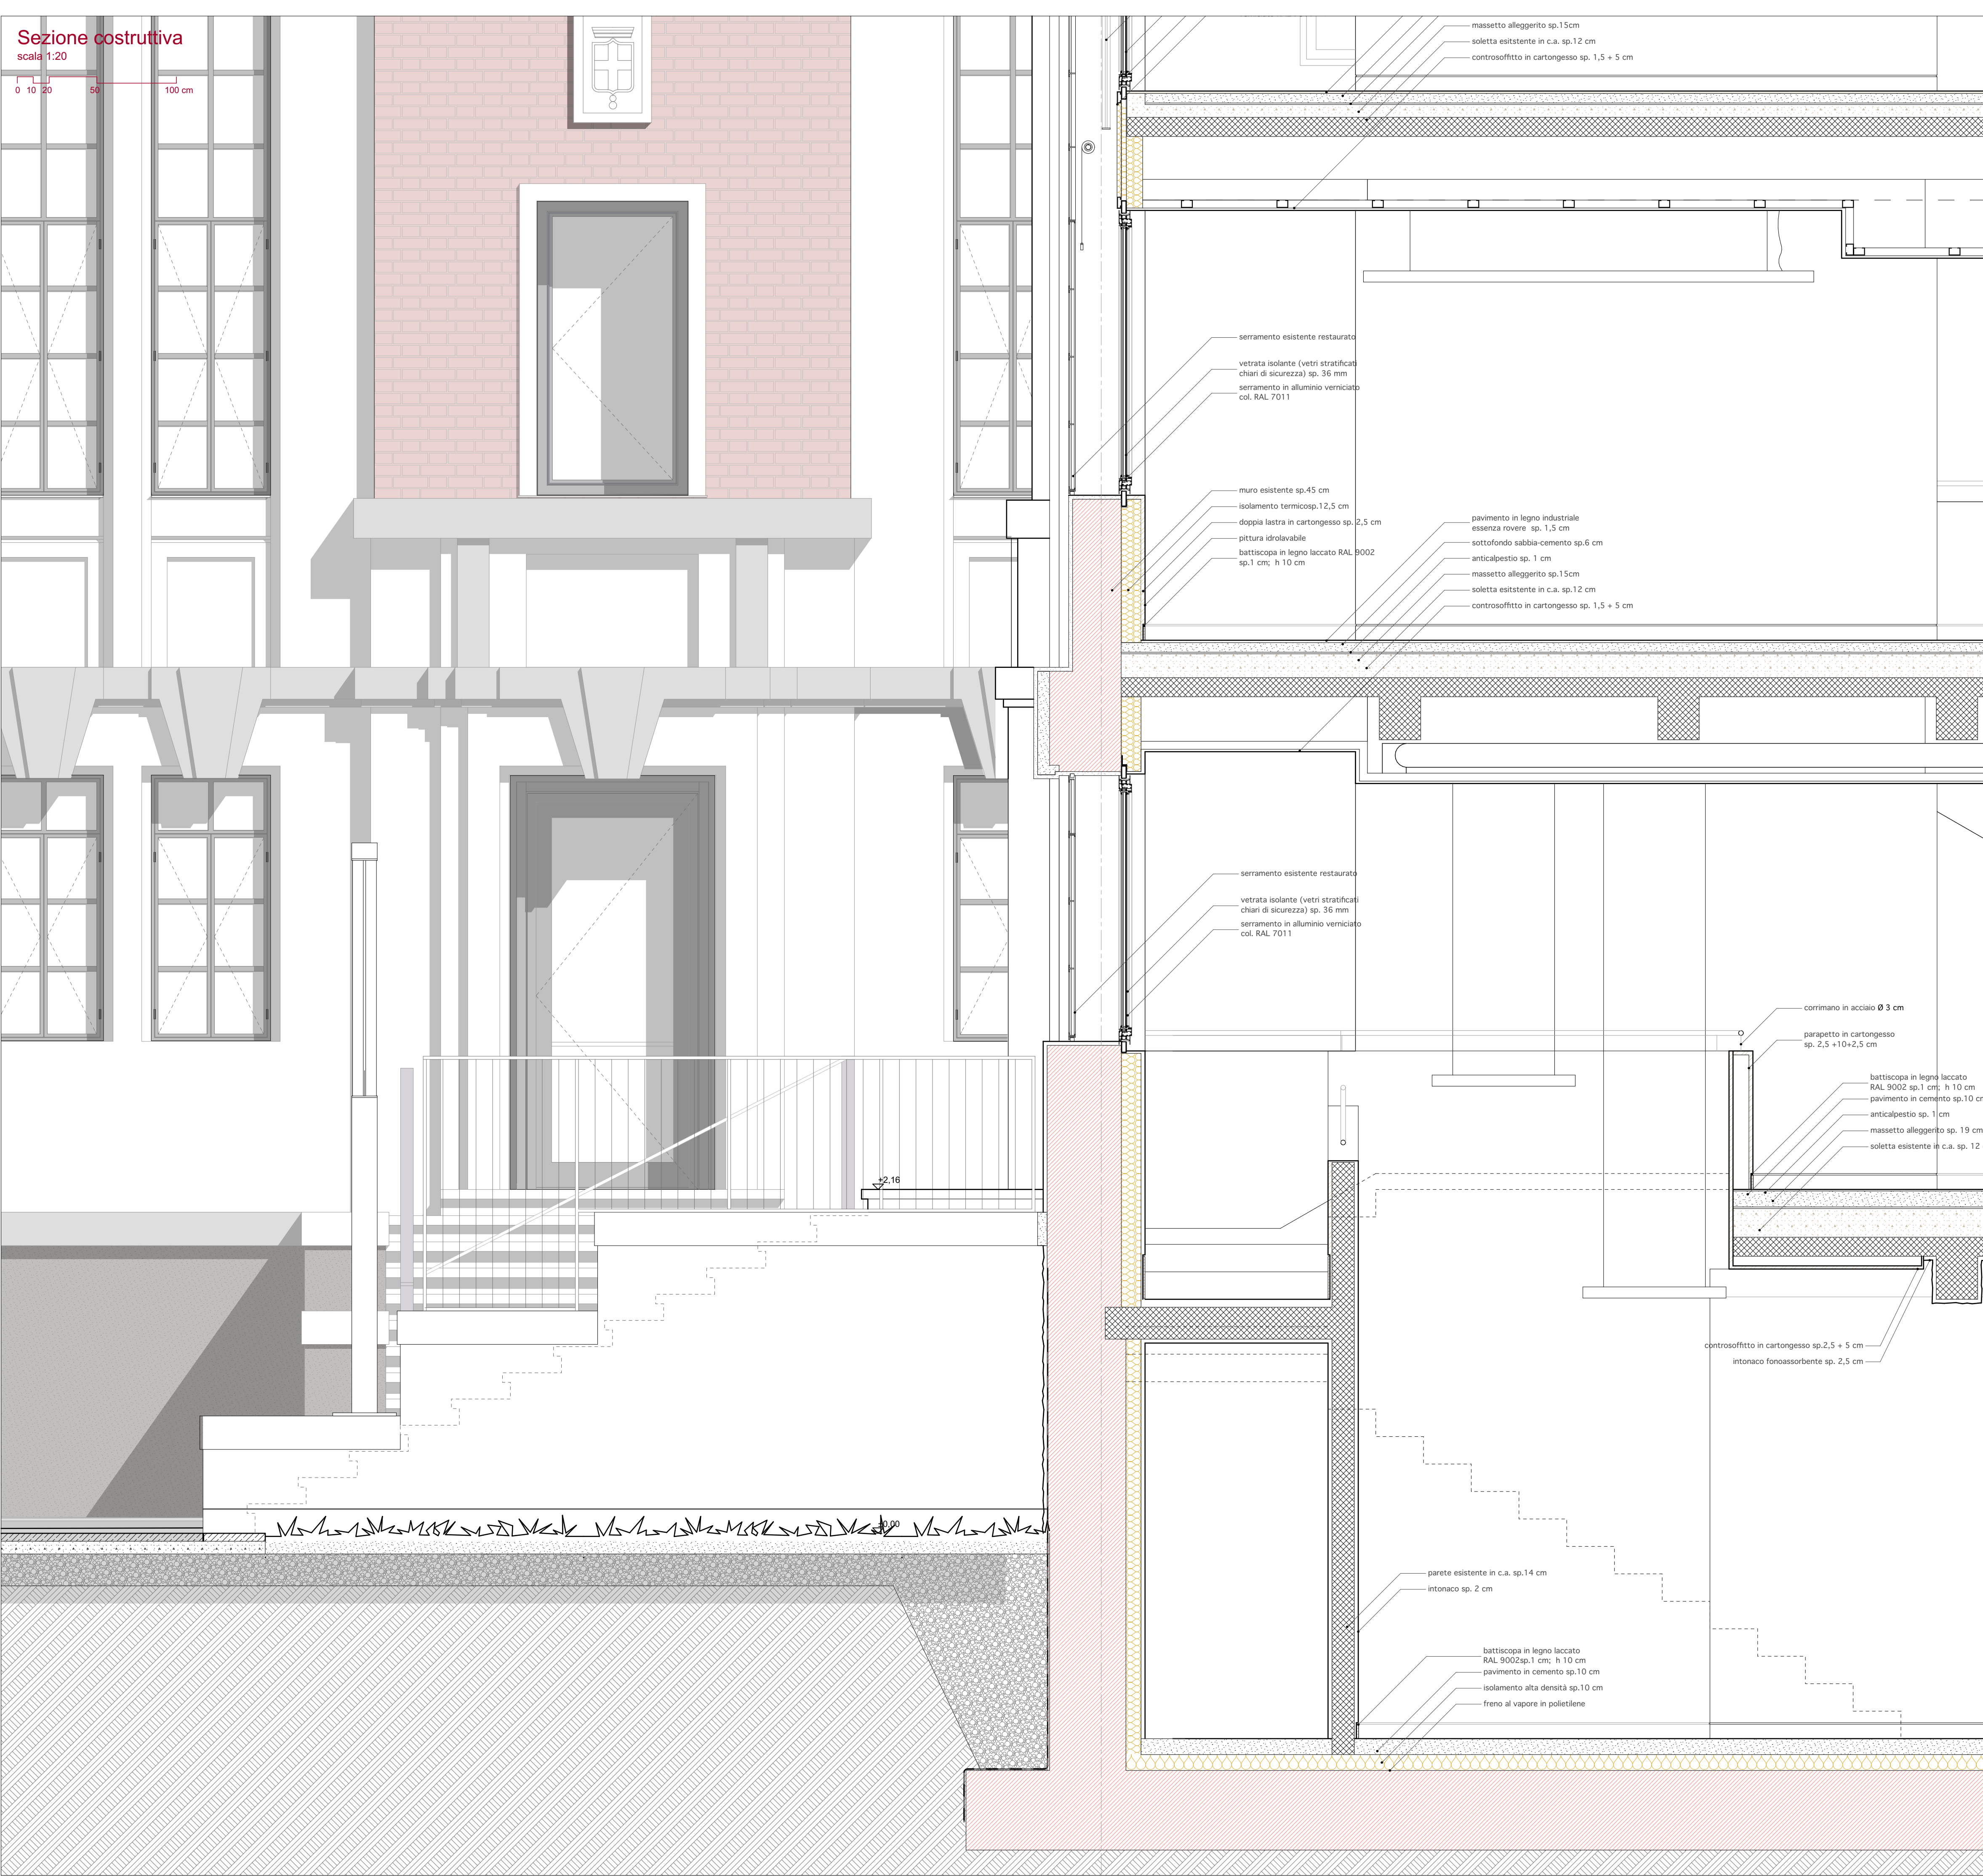 Sezione costruttiva
scala 1:20
0 10 20 50 100 cm
massetto alleggerito sp.15cm
soletta esitstente in c.a. sp.12 cm
controsoffitto in cartongesso sp. 1,5 + 5 cm
serramento esistente restaurato
vetrata isolante (vetri stratificati
chiari di sicurezza) sp. 36 mm
serramento in alluminio verniciato
col. RAL 7011
muro esistente sp.45 cm
isolamento termicosp.12,5 cm
doppia lastra in cartongesso sp. 2,5 cm
pittura idrolavabile
battiscopa in legno laccato RAL 9002
sp.1 cm; h 10 cm
pavimento in legno industriale
essenza rovere sp. 1,5 cm
sottofondo sabbia-cemento sp.6 cm
anticalpestio sp. 1 cm
massetto alleggerito sp.15cm
soletta esitstente in c.a. sp.12 cm
controsoffitto in cartongesso sp. 1,5 + 5 cm
serramento esistente restaurato
vetrata isolante (vetri stratificati
chiari di sicurezza) sp. 36 mm
serramento in alluminio verniciato
col. RAL 7011
corrimano in acciaio Ø 3 cm
parapetto in cartongesso
sp. 2,5 +10+2,5 cm
battiscopa in legno laccato
RAL 9002 sp.1 cm; h 10 cm
pavimento in cemento sp.10 cm
anticalpestio sp. 1 cm
massetto alleggerito sp. 19 cm
soletta esistente in c.a. sp. 12
+2,16
controsoffitto in cartongesso sp.2,5 + 5 cm
intonaco fonoassorbente sp. 2,5 cm
±0,00
parete esistente in c.a. sp.14 cm
intonaco sp. 2 cm
battiscopa in legno laccato
RAL 9002sp.1 cm; h 10 cm
pavimento in cemento sp.10 cm
isolamento alta densità sp.10 cm
freno al vapore in polietilene